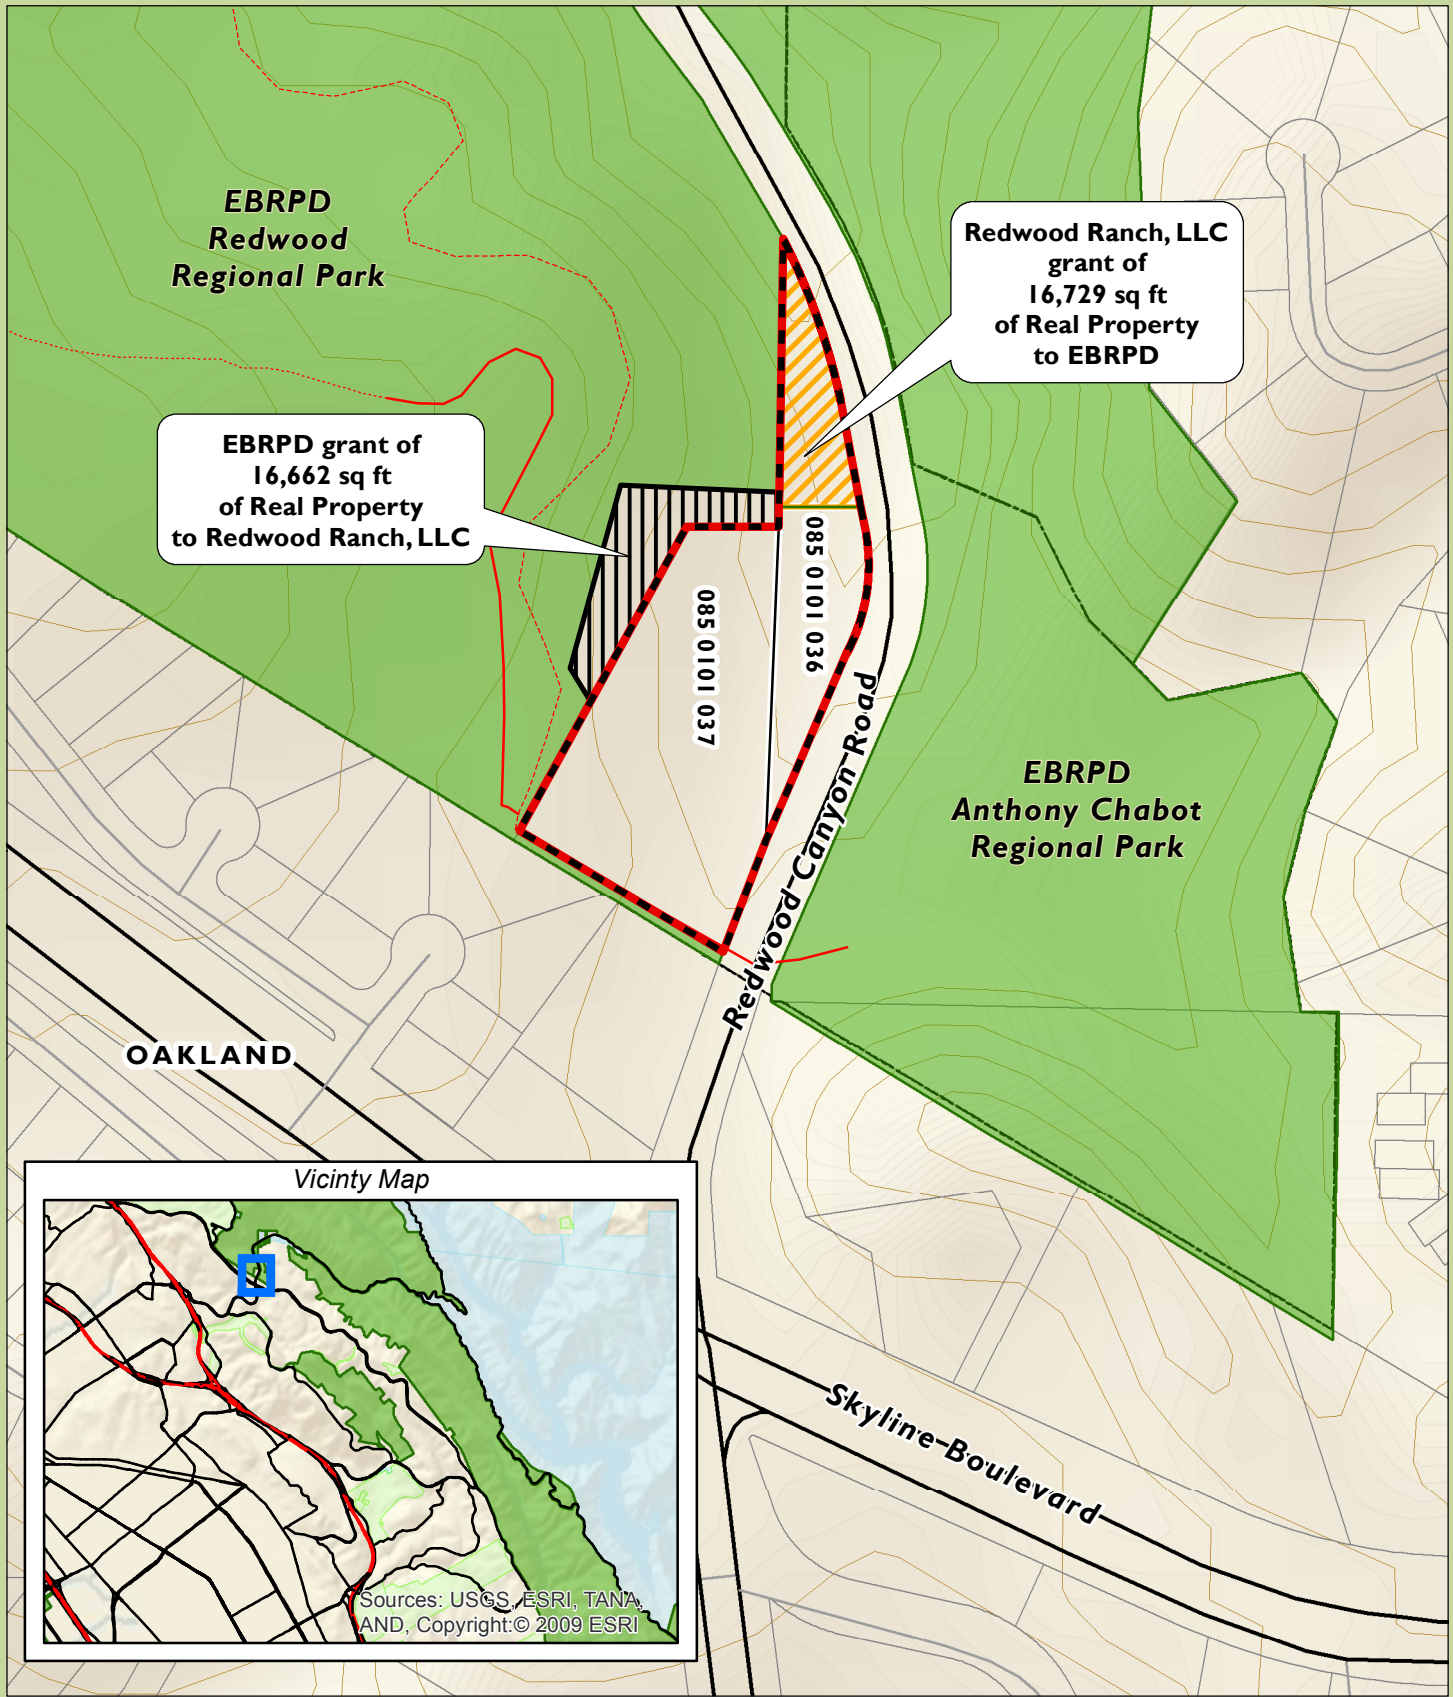 EBRPD
Redwood
Regional Park
Redwood Ranch, LLC
grant of
16,729 sq ft
of Real Property
to EBRPD
EBRPD grant of
16,662 sq ft
of Real Property
to Redwood Ranch, LLC
085 0101 036
085 0101 037
Redwood Canyon Road
EBRPD
Anthony Chabot
Regional Park
OAKLAND
Vicinty Map
Skyline Boulevard
Sources: USGS, ESRI, TANA,
AND, Copyright:© 2009 ESRI